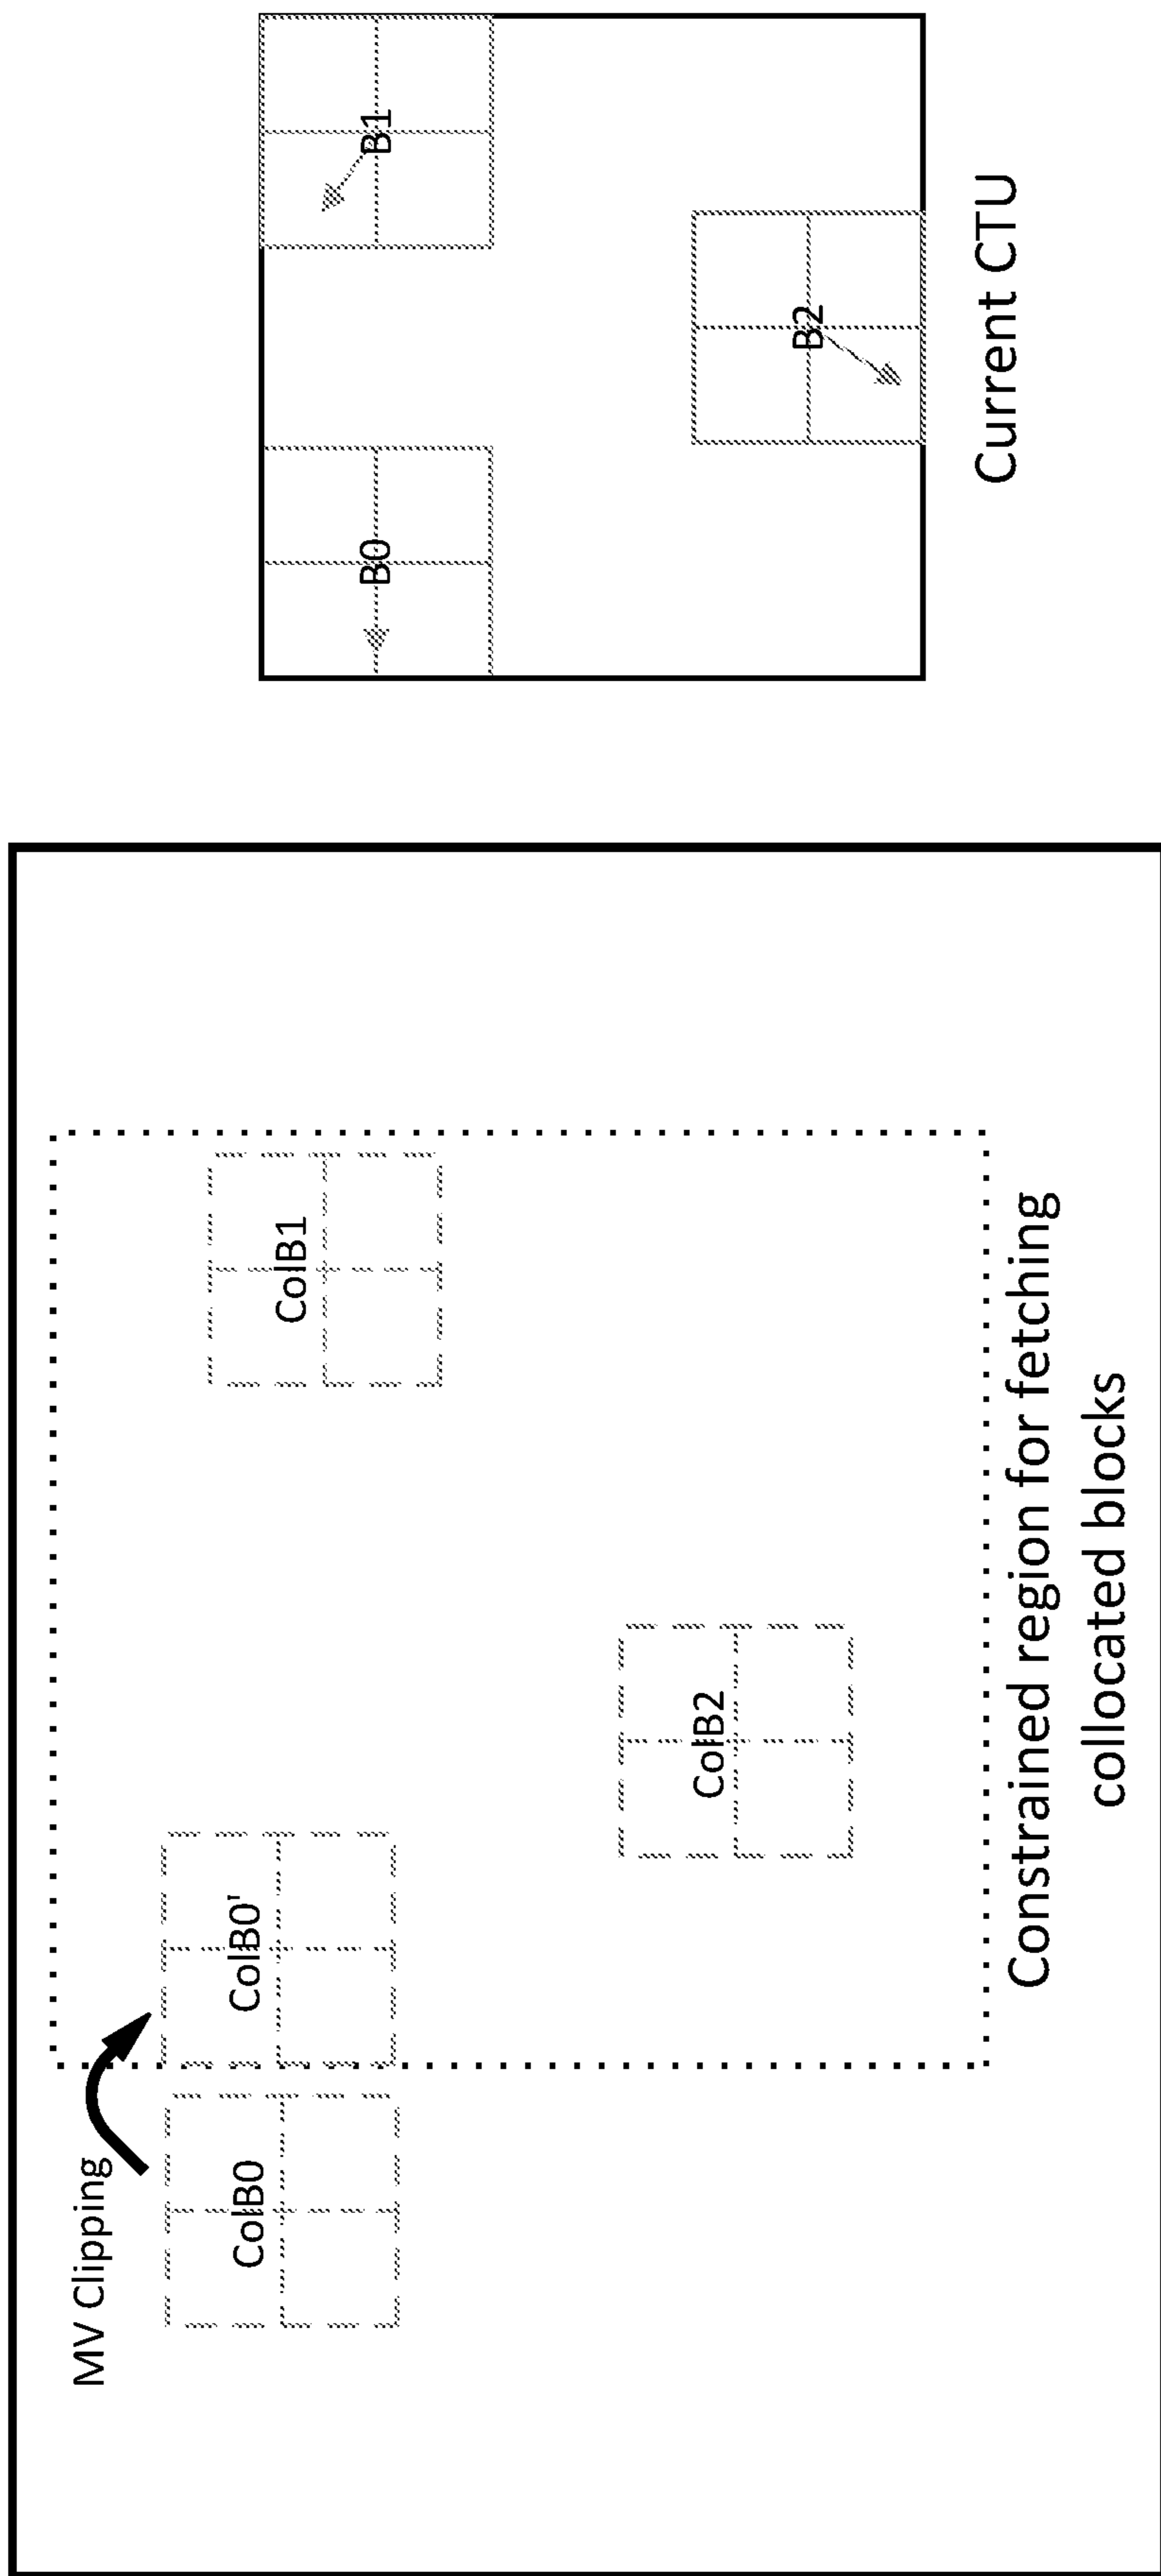 MV Clipping
ColB0
ColB0'
ColB1
ColB2
Constrained region for fetching
collocated blocks
B0
B1
B2
Current CTU